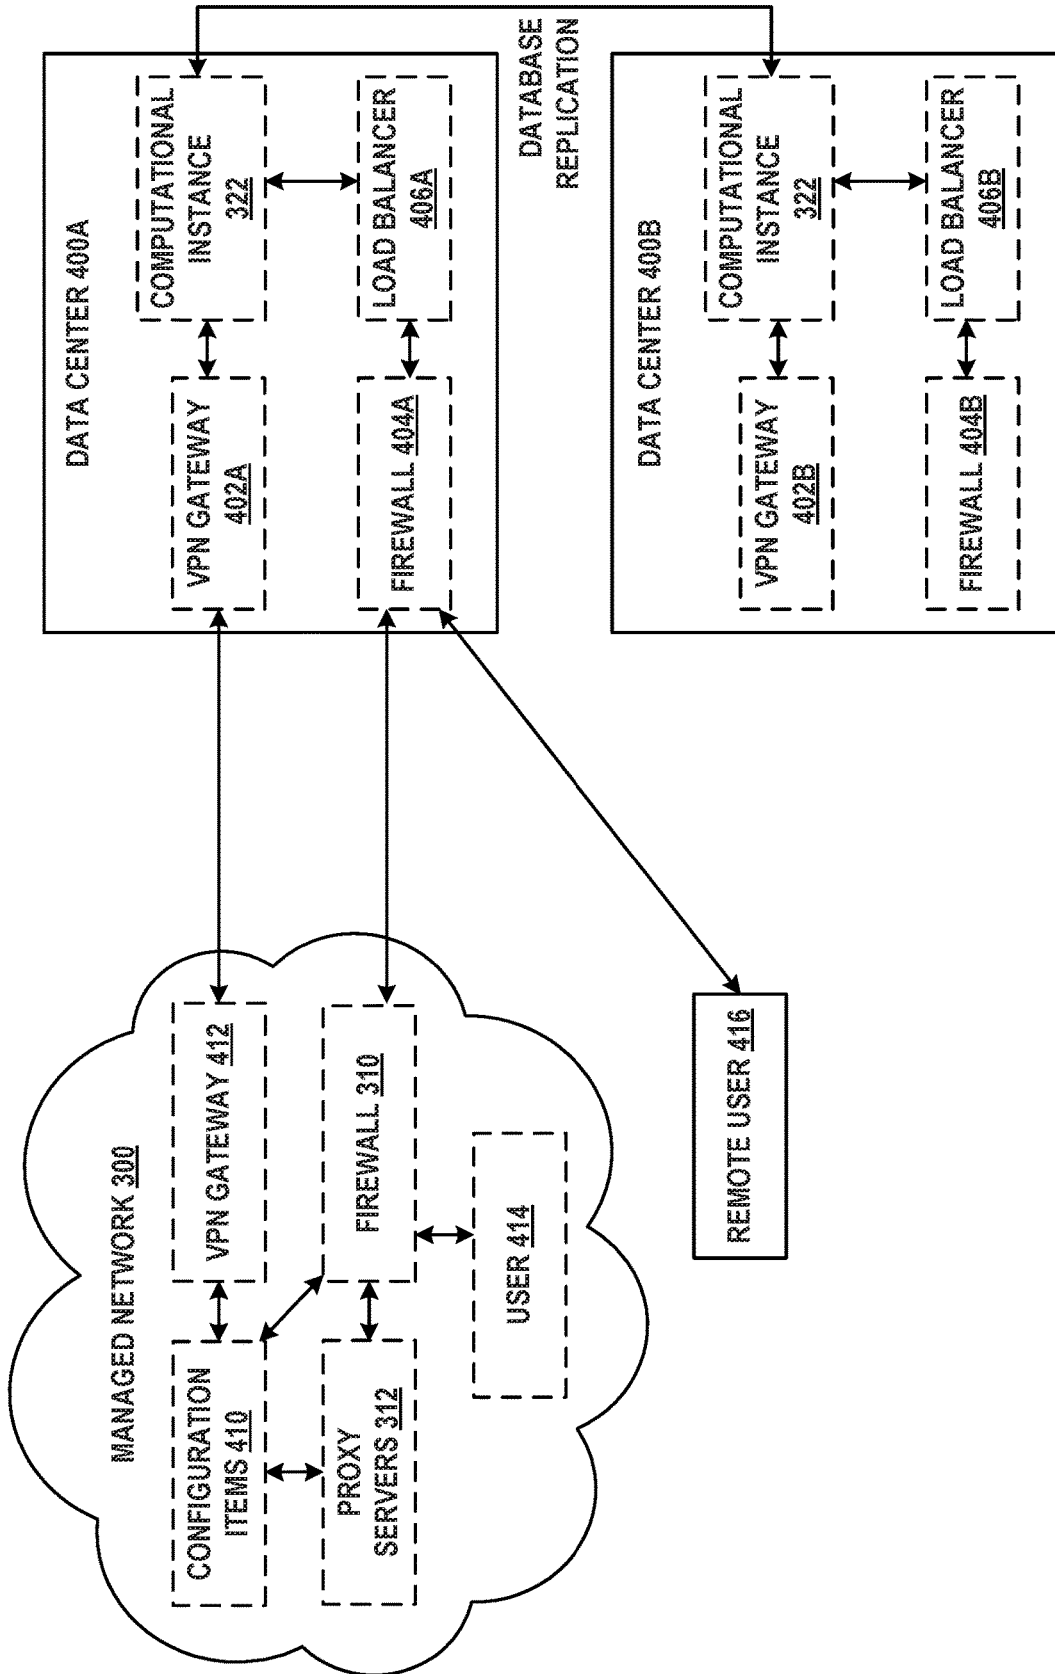 MANAGED NETWORK 300
CONFIGURATION
ITEMS 410
VPN GATEWAY 412
PROXY
SERVERS 312
FIREWALL 310
USER 414
REMOTE USER 416
DATA CENTER 400A
VPN GATEWAY
402A
COMPUTATIONAL
INSTANCE
322
FIREWALL 404A
LOAD BALANCER
406A
DATABASE
REPLICATION
DATA CENTER 400B
VPN GATEWAY
402B
COMPUTATIONAL
INSTANCE
322
FIREWALL 404B
LOAD BALANCER
406B